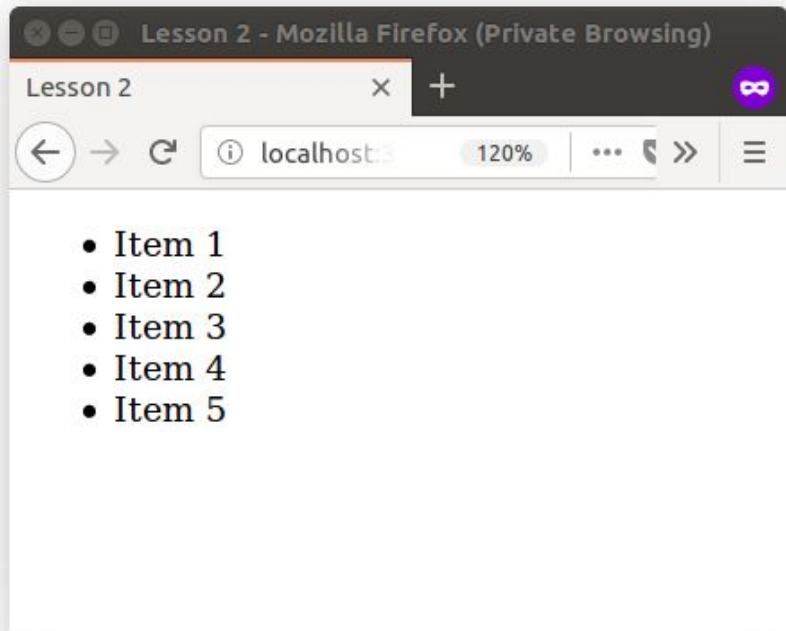 Lesson 2 - Mozilla Firefox (Private Browsing)
Lesson 2
localhost: 120%
• Item 1
• Item 2
• Item 3
• Item 4
• Item 5